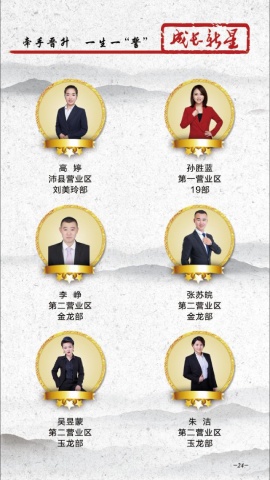 牵手晋升 一生一“誓”
成长新星
高 婷
沛县营业区
刘美玲部
孙胜蓝
第一营业区
19部
李 峥
第二营业区
金龙部
张苏皖
第二营业区
金龙部
吴昱蒙
第二营业区
玉龙部
朱 洁
第二营业区
玉龙部
-24-